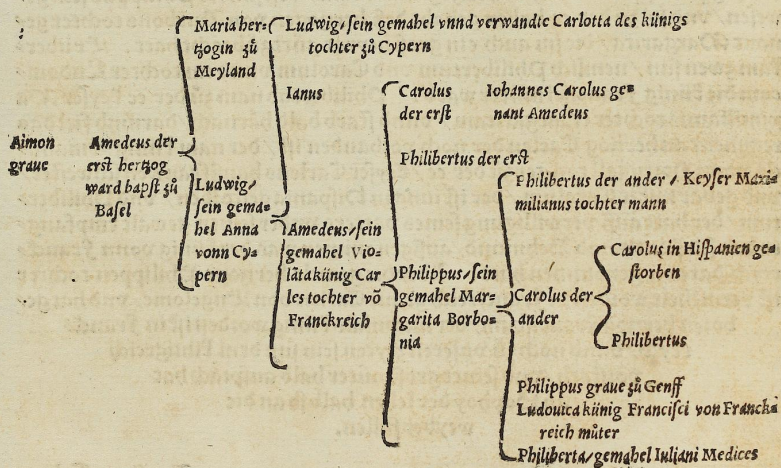 Aimon
graue
Amedeus der
erst hertzog
ward bapst zů
Basel
Maria her-
tzogin zů
Meyland
Ludwig/
sein gema-
hel Anna
vonn Cy-
pern
Ludwig/sein gemahel vnnd verwandte Carlotta des künigs
tochter zů Cypern
Ianus
Amedeus/sein
gemahel Vio-
lãta künig Car
les tochter võ
Franckreich
Carolus
der erst
Iohannes Carolus ge-
nant Amedeus
Philibertus der erst
Philippus/sein
gemahel Mar-
garita Borbo-
nia
Philibertus der ander / Keyser Maxi-
milianus tochter mann
Carolus der
ander
Carolus in Hispanien ge-
storben
Philibertus
Philippus graue zů Genff
Ludouica künig Francisci von Franck-
reich můter
Philiberta/gemahel Iuliani Medices